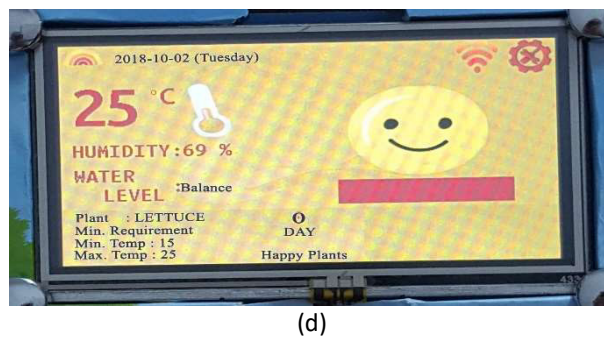 2018-10-02 (Tuesday)
25 °C
HUMIDITY:69 %
WATER
LEVEL :Balance
Plant : LETTUCE
Min. Requirement
Min. Temp : 15
Max. Temp : 25
0
DAY
Happy Plants
433
(d)